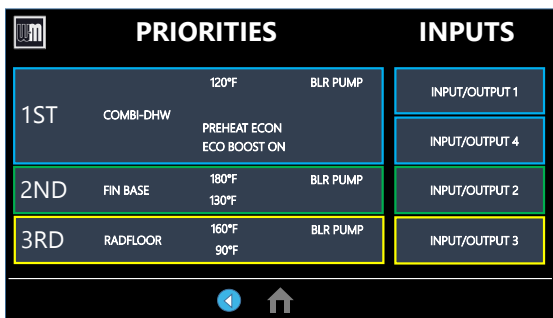 WM PRIORITIES INPUTS
120°F BLR PUMP INPUT/OUTPUT 1
1ST COMBI-DHW
PREHEAT ECON
ECO BOOST ON INPUT/OUTPUT 4
2ND FIN BASE 180°F BLR PUMP INPUT/OUTPUT 2
130°F
3RD RADFLOOR 160°F BLR PUMP INPUT/OUTPUT 3
90°F